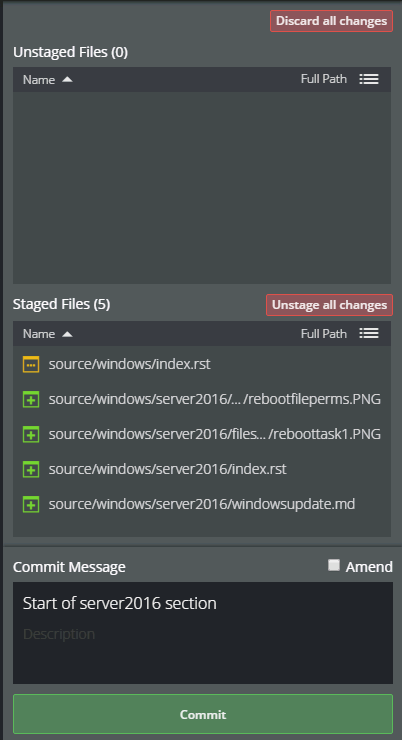 Discard all changes
Unstaged Files (0)
Name Full Path
Staged Files (5)
Unstage all changes
Name Full Path
source/windows/index.rst
source/windows/server2016/... /rebootfileperms.PNG
source/windows/server2016/files... /reboottask1.PNG
source/windows/server2016/index.rst
source/windows/server2016/windowsupdate.md
Commit Message
Amend
Start of server2016 section
Description
Commit